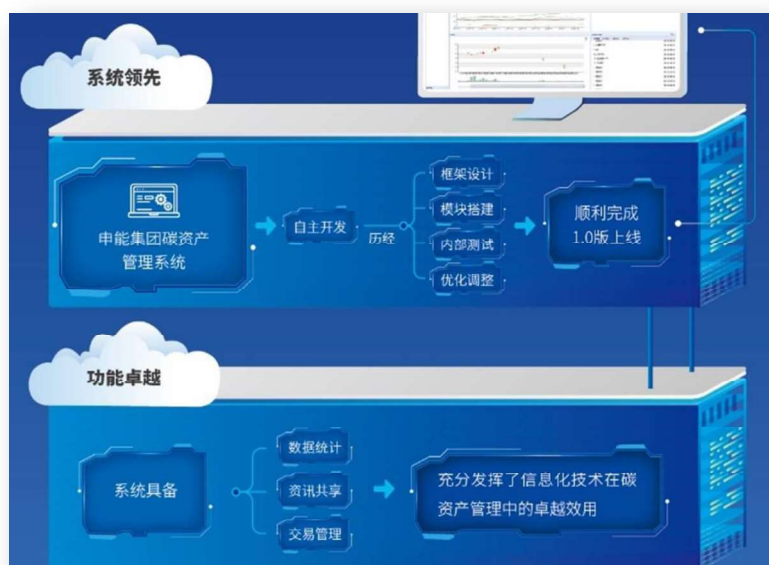 系统领先
申能集团碳资产
管理系统
自主开发
历经
框架设计
模块搭建
内部测试
优化调整
顺利完成
1.0版上线
功能卓越
系统具备
数据统计
资讯共享
交易管理
充分发挥了信息化技术在碳
资产管理中的卓越效用